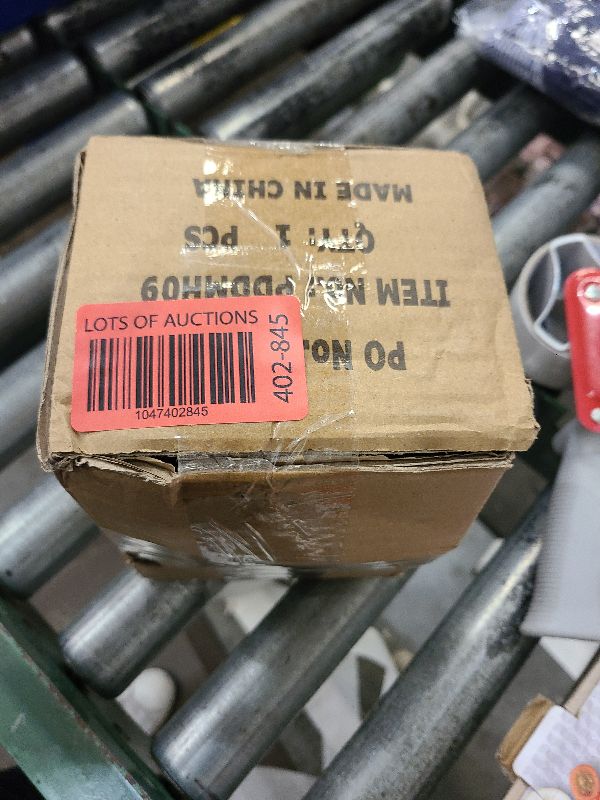 PO No.
ITEM No.: PDDMH09
QTY: 1 PCS
MADE IN CHINA
LOTS OF AUCTIONS
1047402845
402-845